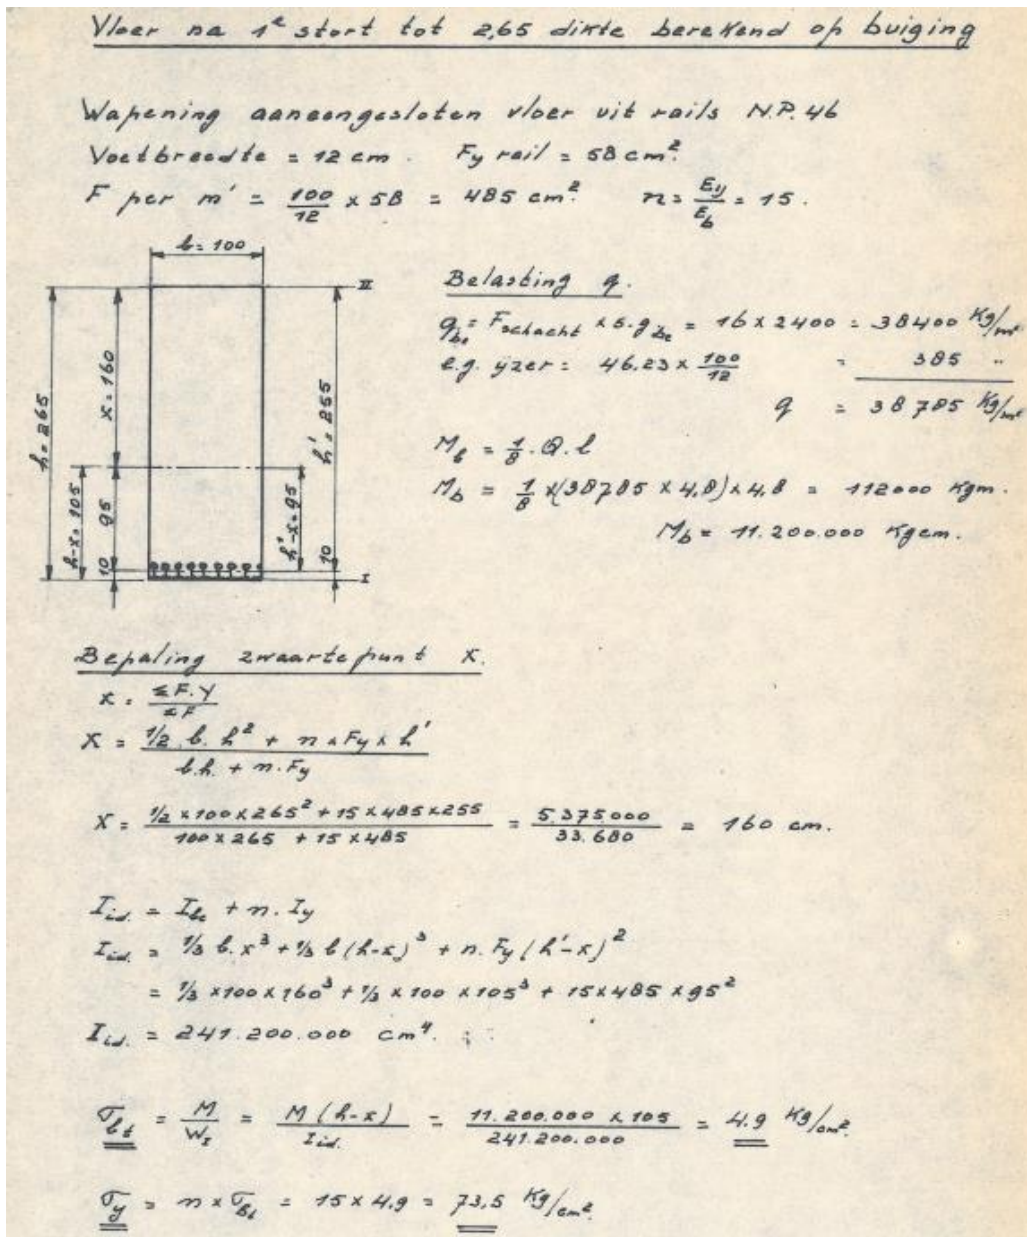 Vloer na 1e stort tot 2,65 dikte berekend op buiging
Wapening aaneengesloten vloer uit rails N.P. 46
Voetbreedte = 12 cm. Fy rail = 58 cm².
F per m' = 100/12 x 58 = 485 cm². n = Ey/Eb = 15.
b = 100
II
h = 265
x = 160
h' = 255
h-x = 105
95
10
h'-x = 95
10
I
Belasting q.
qbe = Fschacht x s.gbe = 16 x 2400 = 38400 Kg/m¹
e.g. ijzer = 46.23 x 100/12 = 385 "
q = 38785 Kg/m¹
Mb = 1/8 . Q . l
Mb = 1/8 x (38785 x 4,8) x 4,8 = 112000 Kgm.
Mb = 11.200.000 Kgcm.
Bepaling zwaartepunt x.
x = ΣF.Y/ΣF
x = (1/2 . b . h² + n x Fy x h')/(b.h. + n.Fy)
x = (1/2 x 100 x 265² + 15 x 485 x 255)/(100 x 265 + 15 x 485) = 5.375.000/33.680 = 160 cm.
Iid. = Ibe + n. Iy
Iid. = 1/3 b.x³ + 1/3 b (h-x)³ + n. Fy (h'-x)²
= 1/3 x 100 x 160³ + 1/3 x 100 x 105³ + 15 x 485 x 95²
Iid. = 241.200.000 cm⁴.
σbt = M/WI = M (h-x)/Iid. = 11.200.000 x 105/241.200.000 = 4.9 Kg/cm².
σy = n x σbt = 15 x 4.9 = 73,5 Kg/cm².